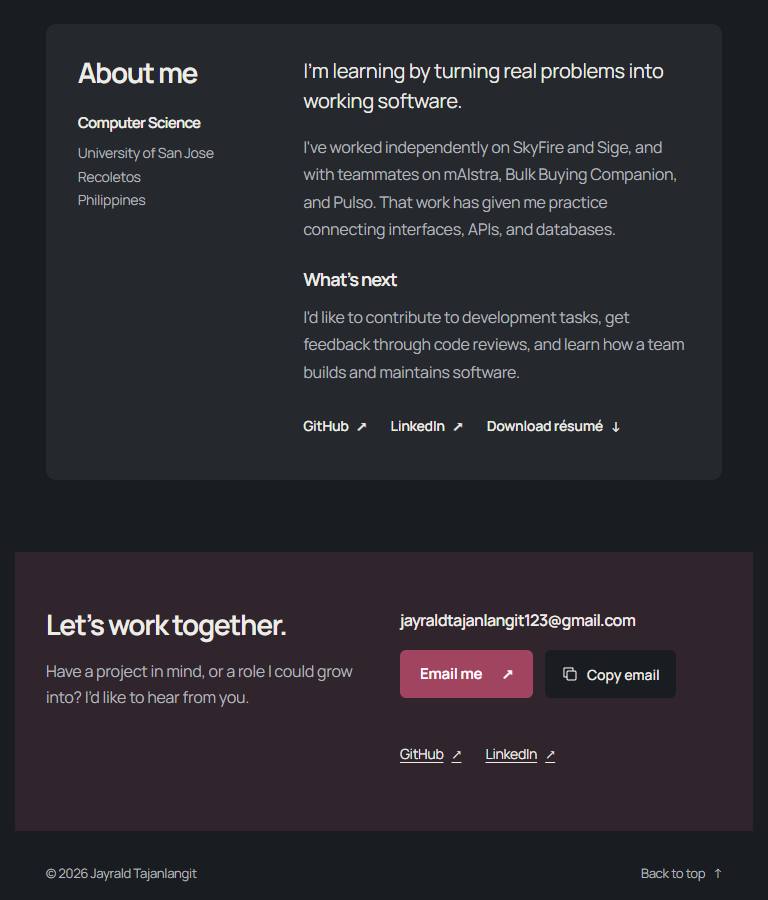 About me
Computer Science
University of San Jose
Recoletos
Philippines
I'm learning by turning real problems into
working software.
I've worked independently on SkyFire and Sige, and
with teammates on mAIstra, Bulk Buying Companion,
and Pulso. That work has given me practice
connecting interfaces, APIs, and databases.
What's next
I'd like to contribute to development tasks, get
feedback through code reviews, and learn how a team
builds and maintains software.
GitHub ↗ LinkedIn ↗ Download résumé ↓
Let's work together.
Have a project in mind, or a role I could grow
into? I'd like to hear from you.
jayraldtajanlangit123@gmail.com
Email me ↗ Copy email
GitHub ↗ LinkedIn ↗
© 2026 Jayrald Tajanlangit
Back to top ↑